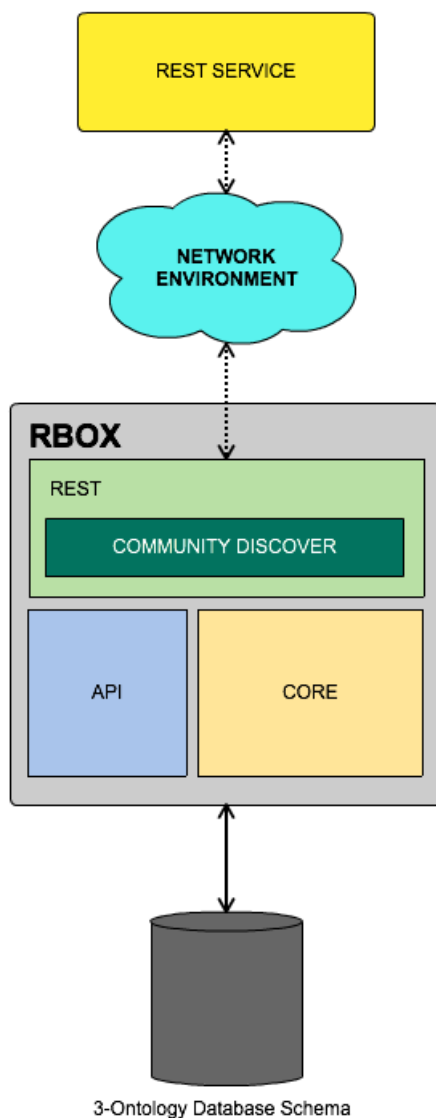 REST SERVICE
NETWORK
ENVIRONMENT
RBOX
REST
COMMUNITY DISCOVER
API
CORE
3-Ontology Database Schema